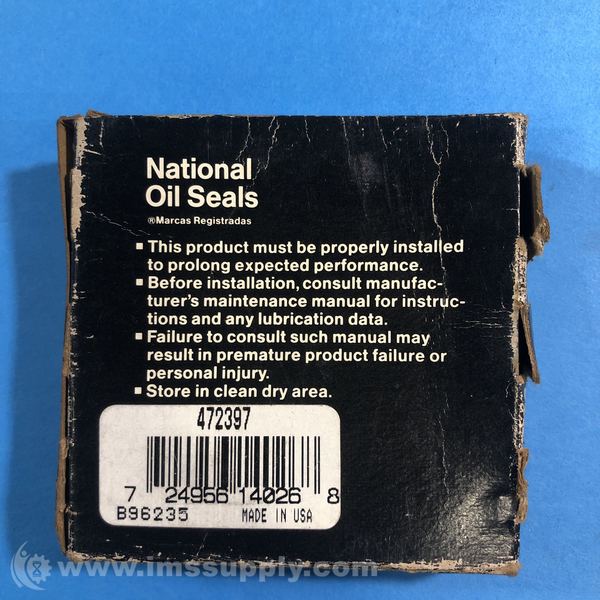 National
Oil Seals
®Marcas Registradas
▪ This product must be properly installed
to prolong expected performance.
▪ Before installation, consult manufac-
turer's maintenance manual for instruc-
tions and any lubrication data.
▪ Failure to consult such manual may
result in premature product failure or
personal injury.
▪ Store in clean dry area.
472397
7 24956 14026 8
B96235 MADE IN USA
www.imssupply.com